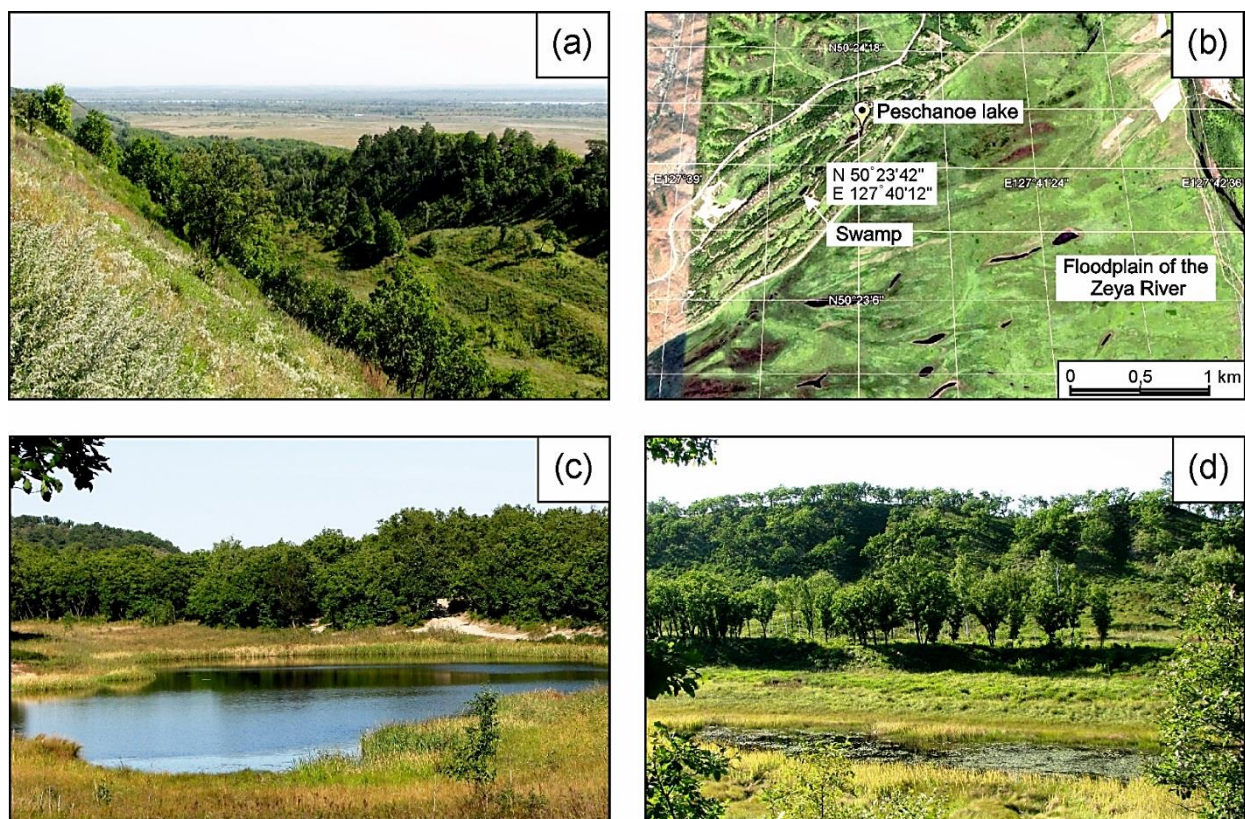 (a)
(b)
N50°24'18
Peschanoe lake
N 50°23'42"
E 127°40'12"
E127°39'
E127°41'24"
E127°42'36
Swamp
Floodplain of the
Zeya River
N50°23'6"
0 0,5 1 km
(c)
(d)